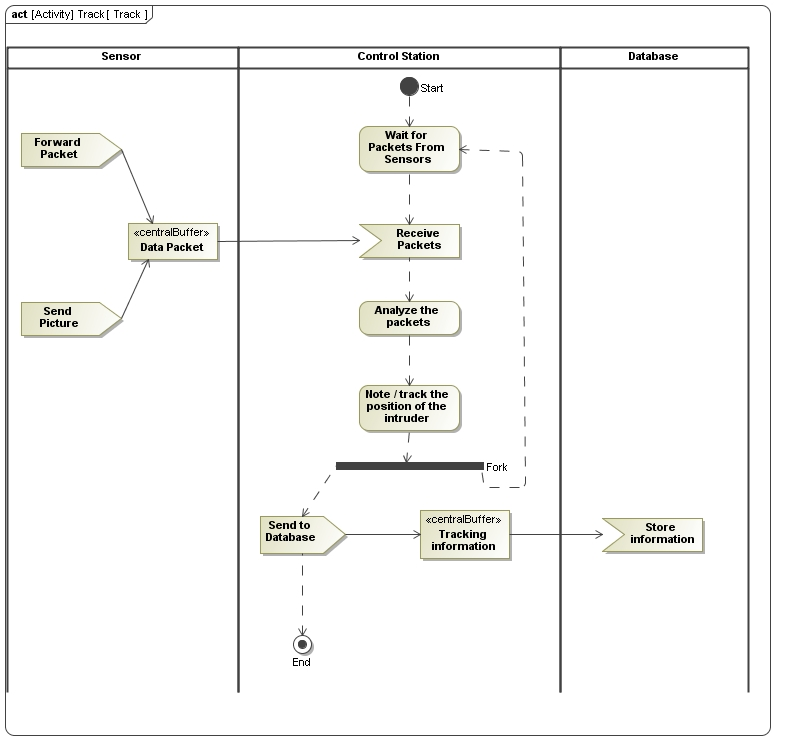 act [Activity] Track [ Track ]
Sensor
Control Station
Database
Start
Wait for
Packets From
Sensors
Forward
Packet
«centralBuffer»
Data Packet
Receive
Packets
Send
Picture
Analyze the
packets
Note / track the
position of the
intruder
Fork
Send to
Database
«centralBuffer»
Tracking
information
Store
information
End